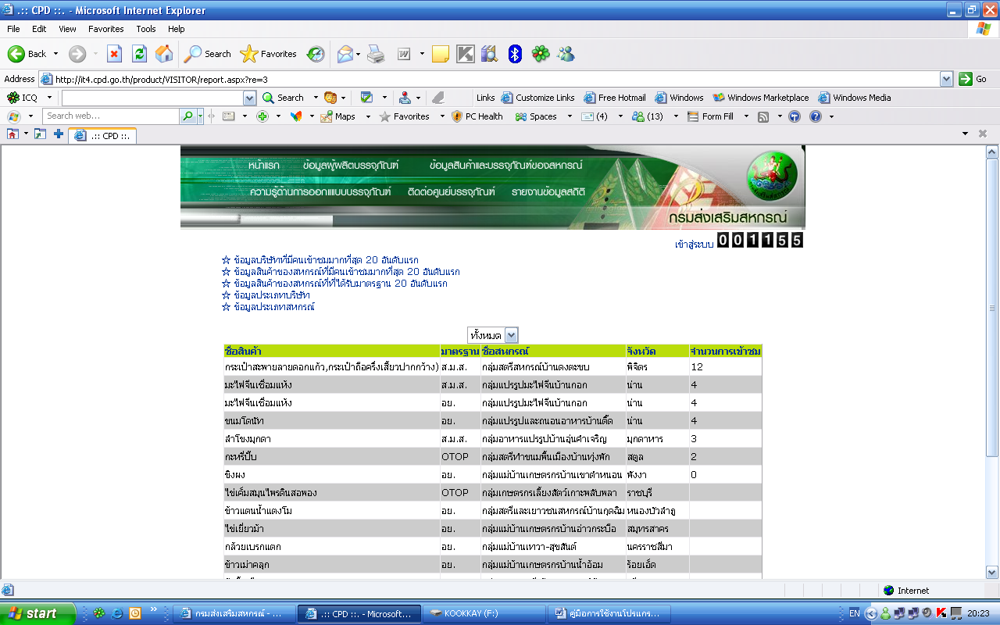 .:: CPD ::. - Microsoft Internet Explorer
File Edit View Favorites Tools Help
Back Search Favorites
Address http://it4.cpd.go.th/product/VISITOR/report.aspx?re=3 Go
ICQ Search Links Customize Links Free Hotmail Windows Windows Marketplace Windows Media
Search web... Maps Favorites PC Health Spaces (4) (13) Form Fill
.:: CPD ::.
หน้าแรก ข้อมูลผู้ผลิตบรรจุภัณฑ์ ข้อมูลสินค้าและบรรจุภัณฑ์ของสหกรณ์
ความรู้ด้านการออกแบบบรรจุภัณฑ์ ติดต่อศูนย์บรรจุภัณฑ์ รายงานข้อมูลสถิติ
กรมส่งเสริมสหกรณ์
เข้าสู่ระบบ 001155
☆ ข้อมูลบริษัทที่มีคนเข้าชมมากที่สุด 20 อันดับแรก
☆ ข้อมูลสินค้าของสหกรณ์ที่มีคนเข้าชมมากที่สุด 20 อันดับแรก
☆ ข้อมูลสินค้าของสหกรณ์ที่ที่ได้รับมาตรฐาน 20 อันดับแรก
☆ ข้อมูลประเภทบริษัท
☆ ข้อมูลประเภทสหกรณ์
ทั้งหมด
ชื่อสินค้า มาตรฐาน ชื่อสหกรณ์ จังหวัด จำนวนการเข้าชม
กระเป๋าสะพายลายดอกแก้ว,กระเป๋าถือครึ่งเสี้ยวปากกว้าง) ส.ม.ส. กลุ่มสตรีสหกรณ์บ้านดงตะขบ พิจิตร 12
มะไฟจีนเชื่อมแห้ง ส.ม.ส. กลุ่มแปรรูปมะไฟจีนบ้านกอก น่าน 4
มะไฟจีนเชื่อมแห้ง อย. กลุ่มแปรรูปมะไฟจีนบ้านกอก น่าน 4
ขนมโดนัท อย. กลุ่มแปรรูปและถนอนอาหารบ้านตี๊ด น่าน 4
ลำโขงมุกดา ส.ม.ส. กลุ่มอาหารแปรรูปบ้านอุ่นคำเจริญ มุกดาหาร 3
กะหรี่ปั๊บ OTOP กลุ่มสตรีทำขนมพื้นเมืองบ้านทุ่งพัก สตูล 2
ขิงผง อย. กลุ่มแม่บ้านเกษตรกรบ้านเขาตำหนอน พังงา 0
ไข่เค็มสมุนไพรดินสอพอง OTOP กลุ่มเกษตรกรเลี้ยงสัตว์เกาะพลับพลา ราชบุรี
ข้าวแตนน้ำแตงโม อย. กลุ่มสตรีและเยาวชนสหกรณ์บ้านกุดฉิม หนองบัวลำภู
ไข่เยี่ยวม้า อย. กลุ่มแม่บ้านเกษตรกรบ้านอ่าวกระบือ สมุทรสาคร
กล้วยเบรกแตก อย. กลุ่มแม่บ้านเทวา-สุขสันต์ นครราชสีมา
ข้าวเม่าคลุก อย. กลุ่มแม่บ้านเกษตรกรบ้านน้ำอ้อม ร้อยเอ็ด
Internet
start กรมส่งเสริมสหกรณ์ - ... .:: CPD ::. - Microsoft... KOOKKAY (F:) คู่มือการใช้งานโปรแกร... EN 20:23